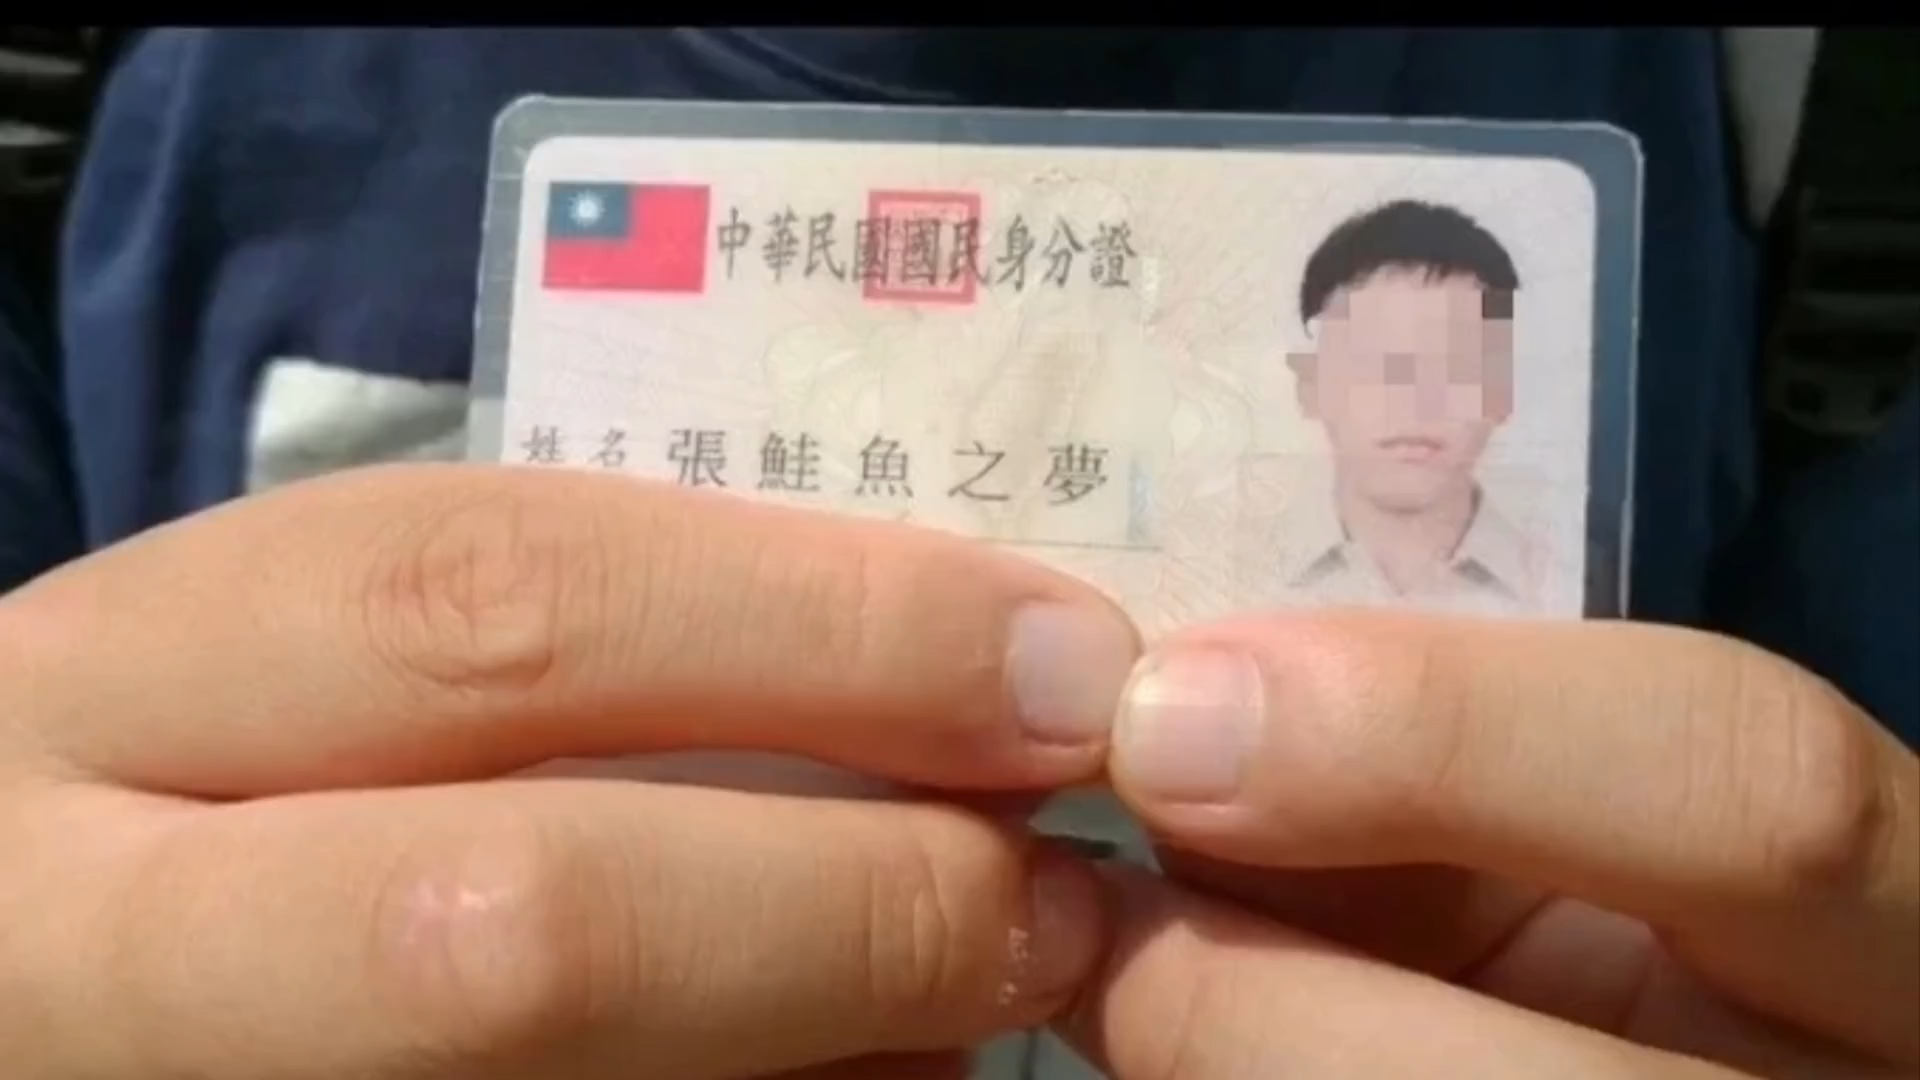 中華民國國民身分證
姓名 張鮭魚之夢